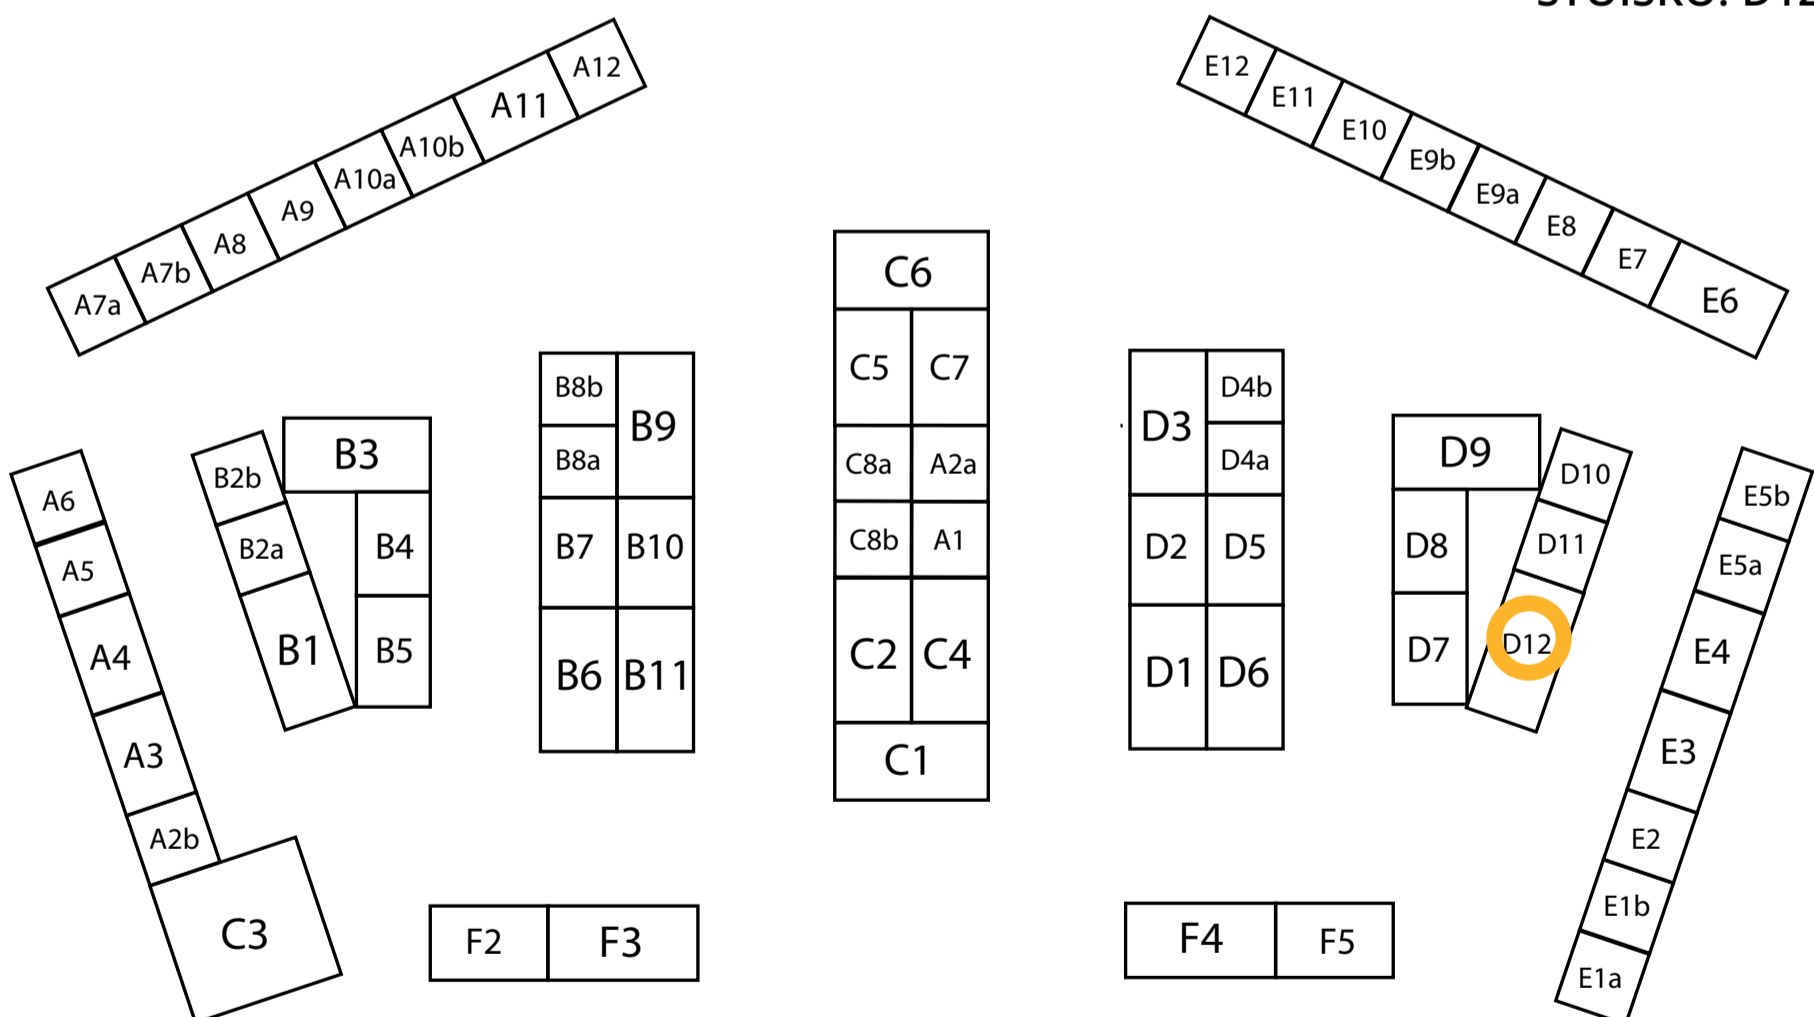 STOISKO: D12
A12
A11
A10b
A10a
A9
A8
A7b
A7a
E12
E11
E10
E9b
E9a
E8
E7
E6
C6
C5 C7
C8a A2a
C8b A1
C2 C4
C1
A6
A5
A4
A3
A2b
C3
B2b
B2a
B1
B3
B4
B5
B8b
B8a
B9
B7 B10
B6 B11
D3
D4b
D4a
D2 D5
D1 D6
D9
D8
D7
D10
D11
D12
E5b
E5a
E4
E3
E2
E1b
E1a
F2 F3
F4 F5